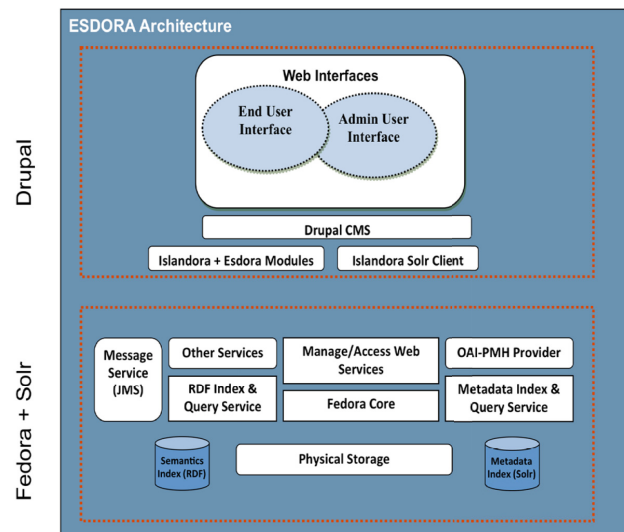 ESDORA Architecture
Drupal
Web Interfaces
End User
Interface
Admin User
Interface
Drupal CMS
Islandora + Esdora Modules
Islandora Solr Client
Fedora + Solr
Message
Service
(JMS)
Other Services
Manage/Access Web
Services
OAI-PMH Provider
RDF Index &
Query Service
Fedora Core
Metadata Index &
Query Service
Semantics
Index (RDF)
Physical Storage
Metadata
Index (Solr)